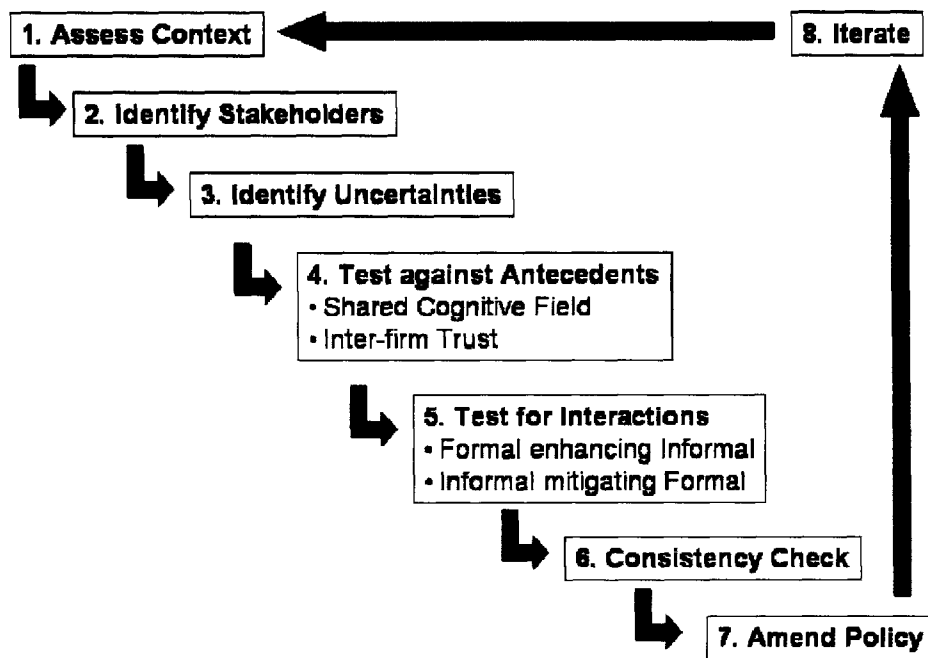 1. Assess Context
8. Iterate
2. Identify Stakeholders
3. Identify Uncertainties
4. Test against Antecedents
• Shared Cognitive Field
• Inter-firm Trust
5. Test for Interactions
• Formal enhancing Informal
• Informal mitigating Formal
6. Consistency Check
7. Amend Policy